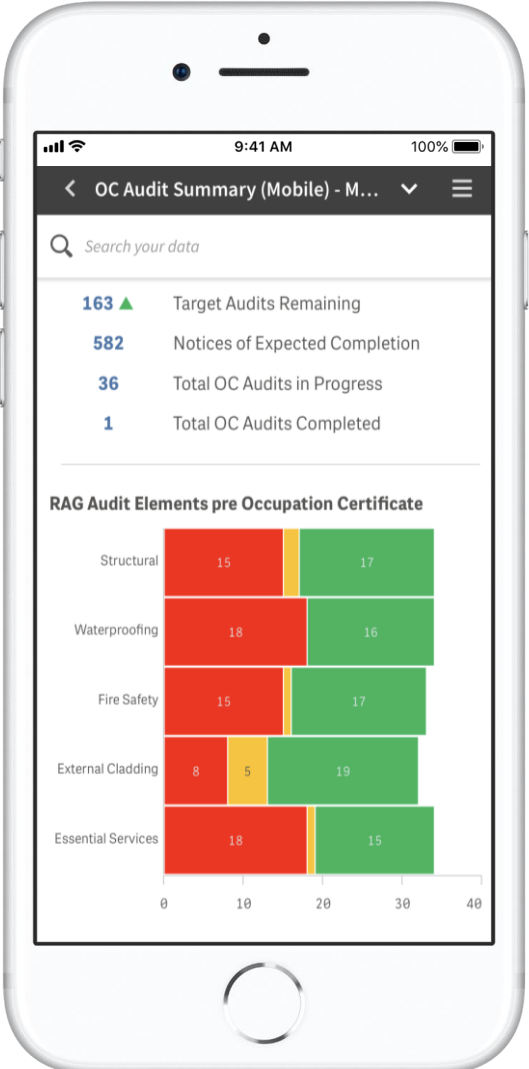 9:41 AM 100%
OC Audit Summary (Mobile) - M...
Search your data
163 Target Audits Remaining
582 Notices of Expected Completion
36 Total OC Audits in Progress
1 Total OC Audits Completed
RAG Audit Elements pre Occupation Certificate
Structural 15 17
Waterproofing 18 16
Fire Safety 15 17
External Cladding 8 5 19
Essential Services 18 15
0 10 20 30 40